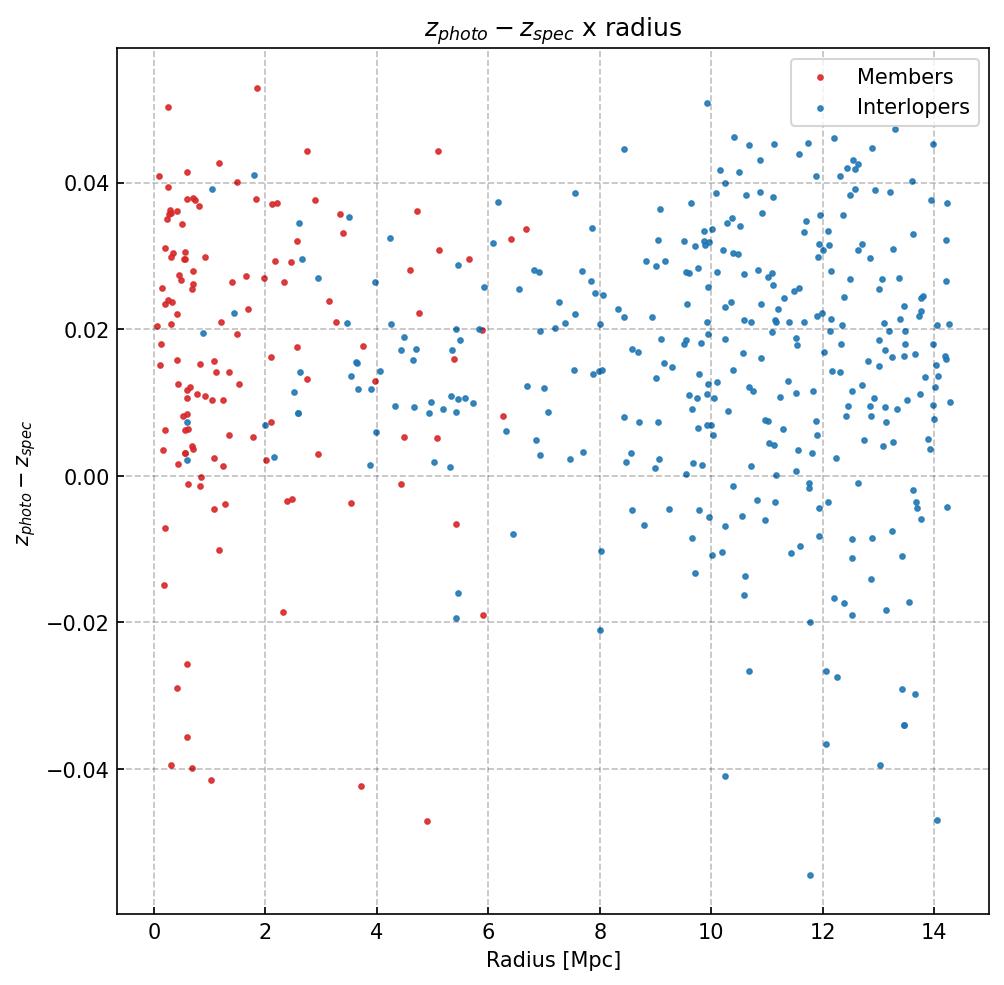 z_photo − z_spec x radius
Members
Interlopers
0.04
0.02
0.00
−0.02
−0.04
z_photo − z_spec
0 2 4 6 8 10 12 14
Radius [Mpc]